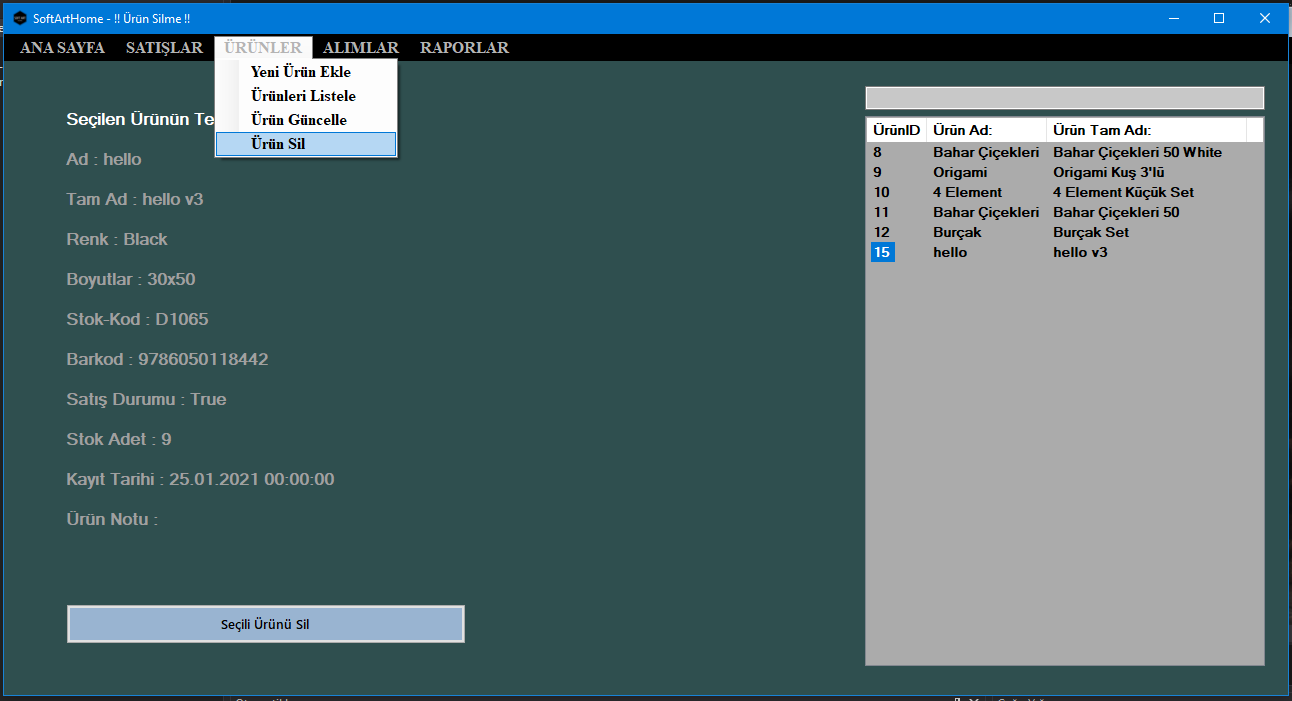 SoftArtHome - !! Ürün Silme !!
ANA SAYFA SATIŞLAR ÜRÜNLER ALIMLAR RAPORLAR
Yeni Ürün Ekle
Ürünleri Listele
Ürün Güncelle
Ürün Sil
Seçilen Ürünün Te
Ad : hello
Tam Ad : hello v3
Renk : Black
Boyutlar : 30x50
Stok-Kod : D1065
Barkod : 9786050118442
Satış Durumu : True
Stok Adet : 9
Kayıt Tarihi : 25.01.2021 00:00:00
Ürün Notu :
Seçili Ürünü Sil
ÜrünID Ürün Ad: Ürün Tam Adı:
8 Bahar Çiçekleri Bahar Çiçekleri 50 White
9 Origami Origami Kuş 3'lü
10 4 Element 4 Element Küçük Set
11 Bahar Çiçekleri Bahar Çiçekleri 50
12 Burçak Burçak Set
15 hello hello v3